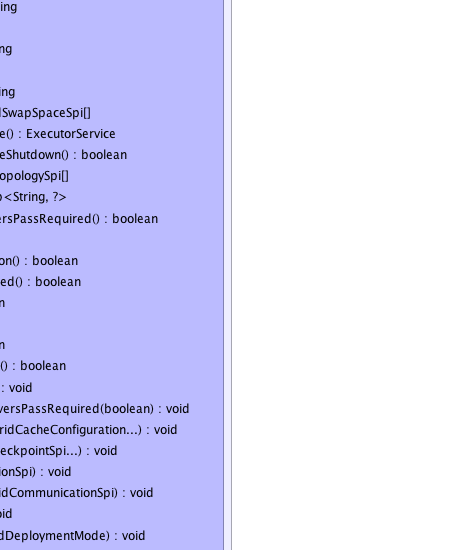 ing
ng
ing
lSwapSpaceSpi[]
e() : ExecutorService
eShutdown() : boolean
opologySpi[]
<String, ?>
ersPassRequired() : boolean
on() : boolean
ed() : boolean
n
n
() : boolean
: void
versPassRequired(boolean) : void
ridCacheConfiguration...) : void
eckpointSpi...) : void
ionSpi) : void
idCommunicationSpi) : void
oid
dDeploymentMode) : void